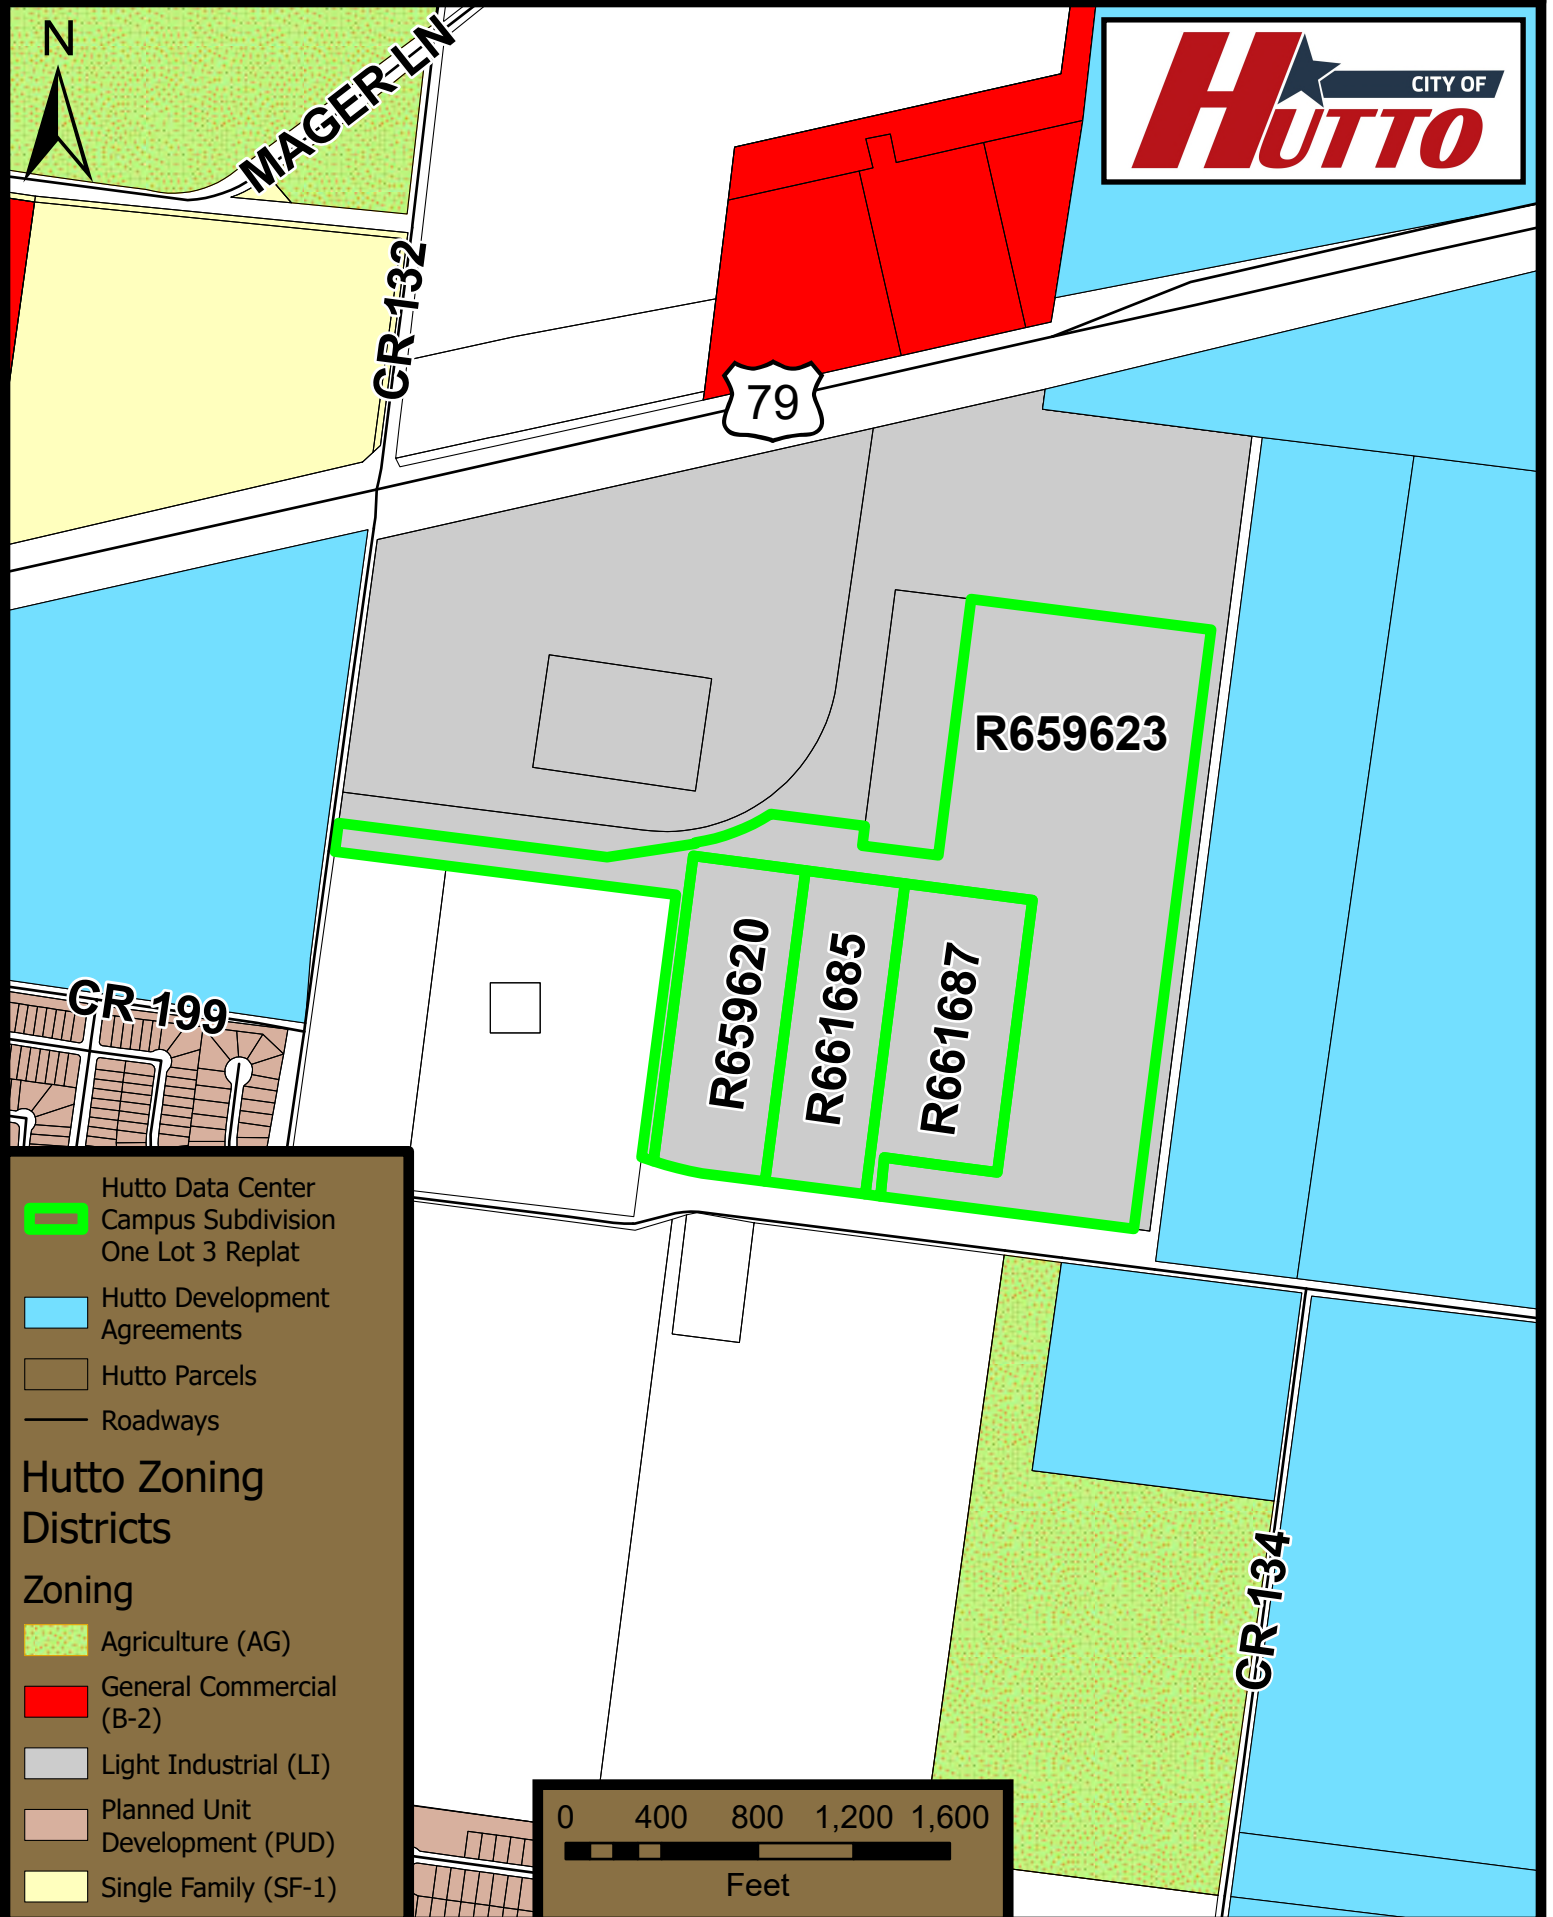 N
MAGER LN
CITY OF
HUTTO
CR 132
79
R659623
R659620
R661685
R661687
CR 199
CR 134
Hutto Data Center
Campus Subdivision
One Lot 3 Replat
Hutto Development
Agreements
Hutto Parcels
Roadways
Hutto Zoning
Districts
Zoning
Agriculture (AG)
General Commercial
(B-2)
Light Industrial (LI)
Planned Unit
Development (PUD)
Single Family (SF-1)
0 400 800 1,200 1,600
Feet